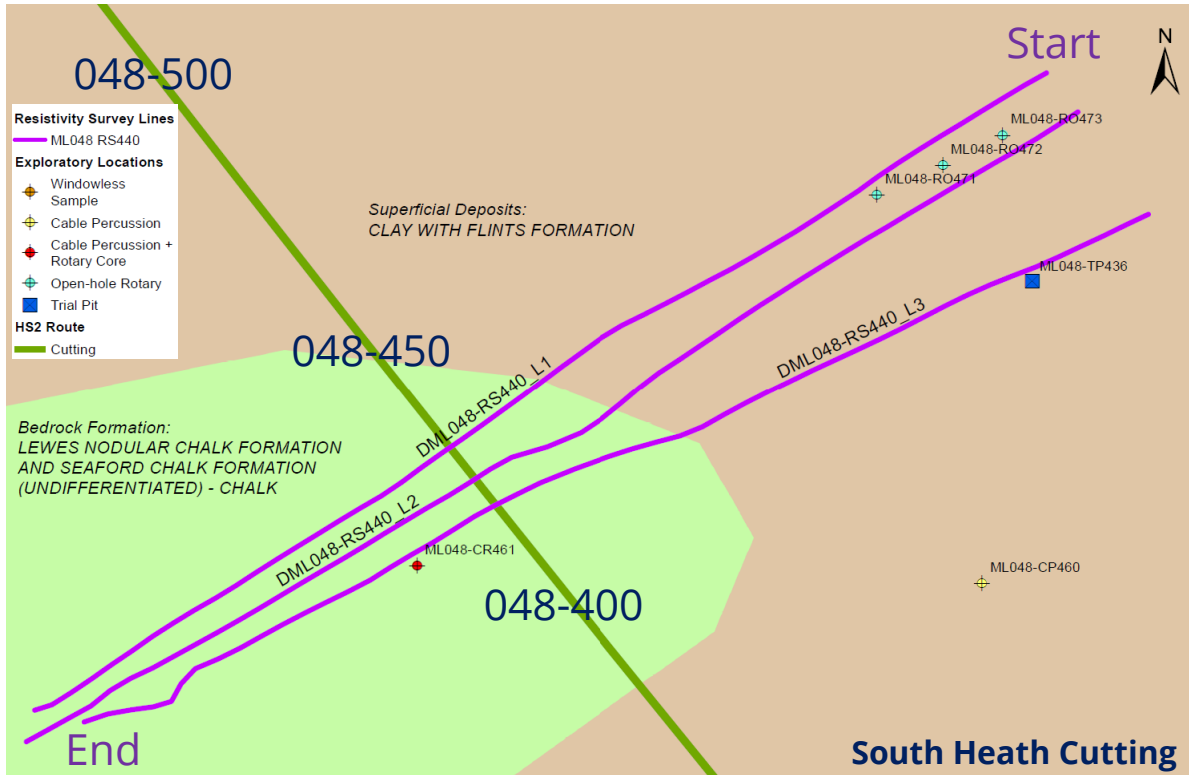 Start
N
048-500
Resistivity Survey Lines
ML048 RS440
Exploratory Locations
Windowless
Sample
Cable Percussion
Cable Percussion +
Rotary Core
Open-hole Rotary
Trial Pit
HS2 Route
Cutting
ML048-RO473
ML048-RO472
ML048-RO471
Superficial Deposits:
CLAY WITH FLINTS FORMATION
ML048-TP436
DML048-RS440_L3
048-450
DML048-RS440_L1
Bedrock Formation:
LEWES NODULAR CHALK FORMATION
AND SEAFORD CHALK FORMATION
(UNDIFFERENTIATED) - CHALK
DML048-RS440_L2
ML048-CR461
ML048-CP460
048-400
End
South Heath Cutting